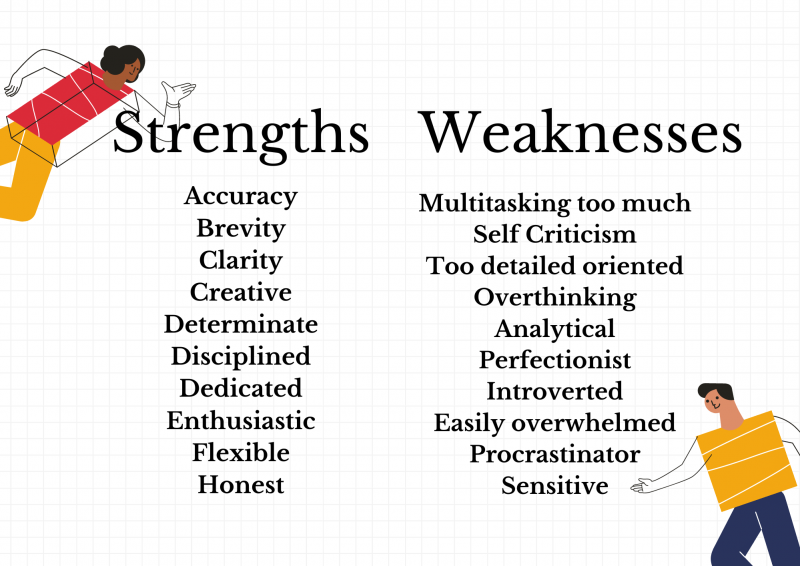 Strengths
Accuracy
Brevity
Clarity
Creative
Determinate
Disciplined
Dedicated
Enthusiastic
Flexible
Honest
Weaknesses
Multitasking too much
Self Criticism
Too detailed oriented
Overthinking
Analytical
Perfectionist
Introverted
Easily overwhelmed
Procrastinator
Sensitive